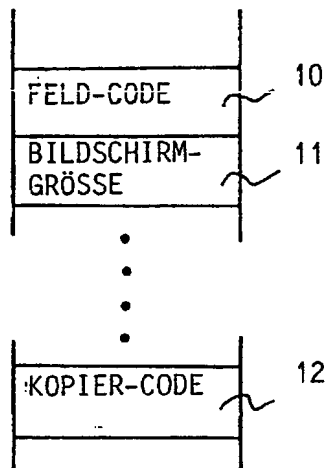 FELD-CODE 10
BILDSCHIRM- 11
GRÖSSE
KOPIER-CODE 12